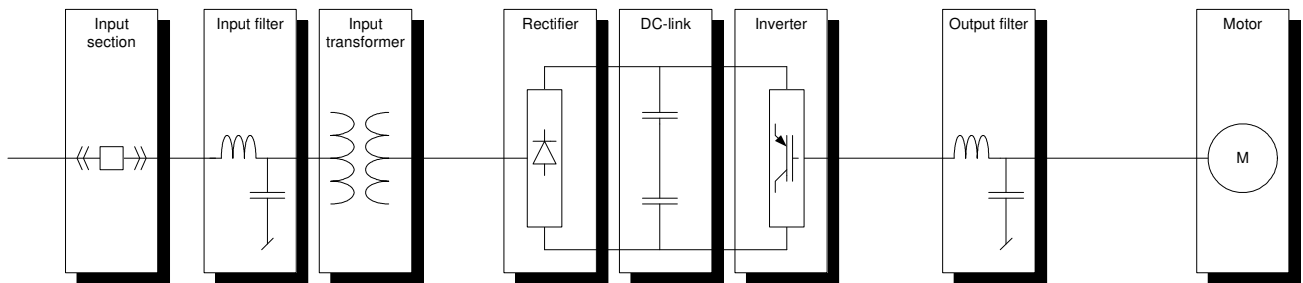 Input
section
Input filter
Input
transformer
Rectifier
DC-link
Inverter
Output filter
Motor
M